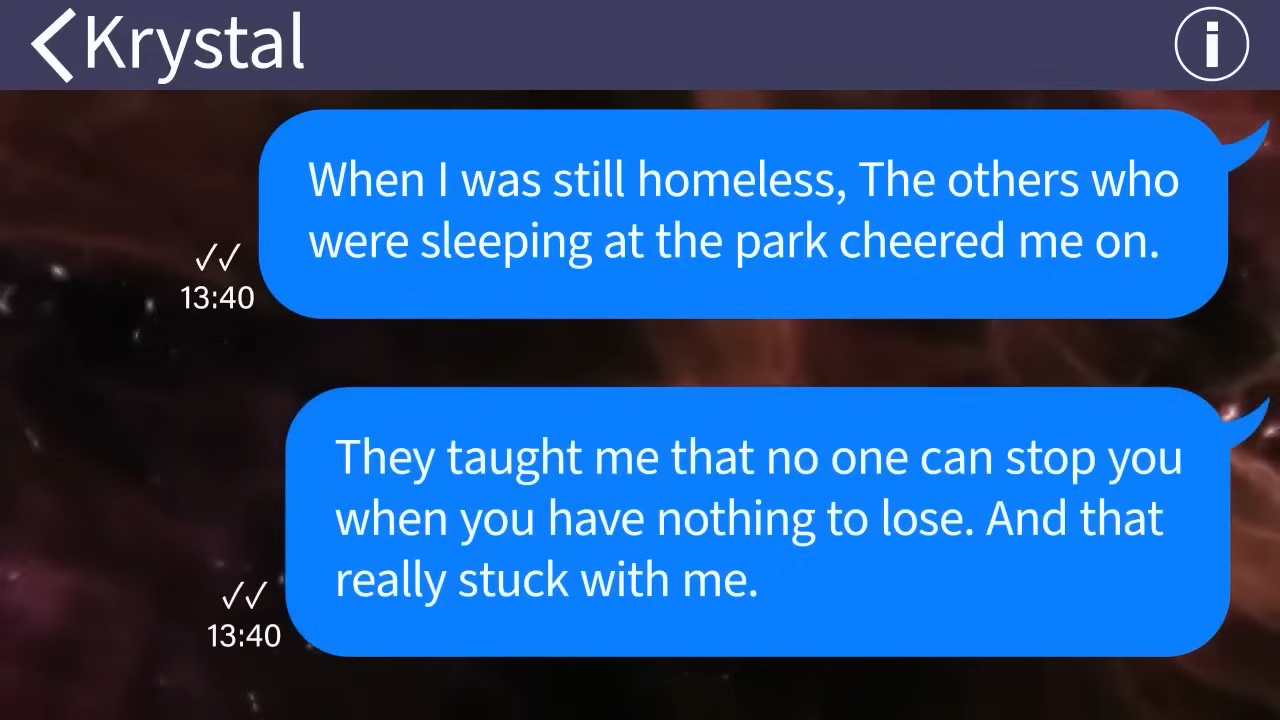 Krystal
When I was still homeless, The others who
were sleeping at the park cheered me on.
13:40
They taught me that no one can stop you
when you have nothing to lose. And that
really stuck with me.
13:40